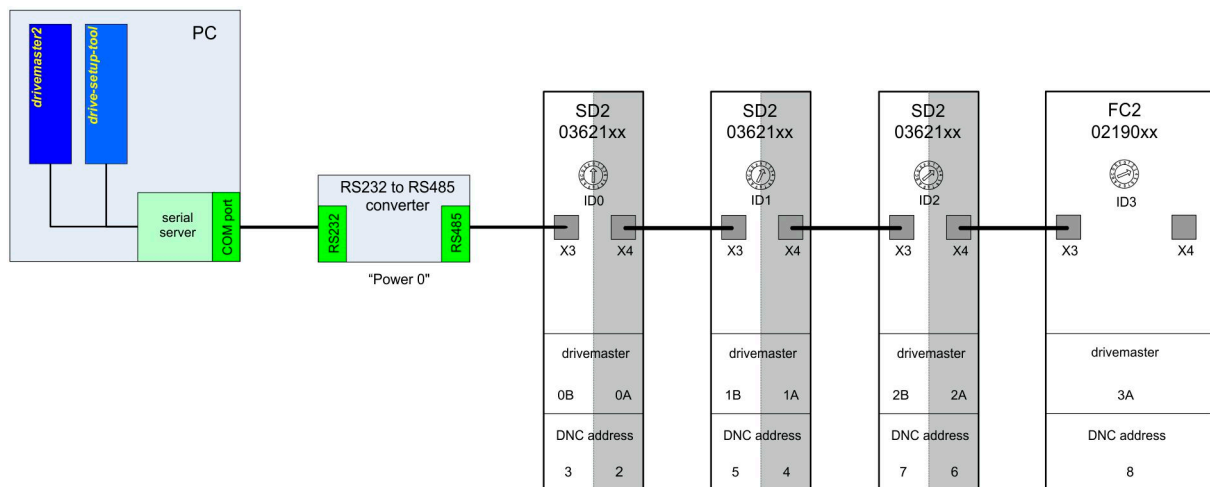 PC
drivemaster2
drive-setup-tool
serial
server
COM port
RS232 to RS485
converter
RS232
RS485
“Power 0"
SD2
03621xx
ID0
X3
X4
drivemaster
0B
0A
DNC address
3
2
SD2
03621xx
ID1
X3
X4
drivemaster
1B
1A
DNC address
5
4
SD2
03621xx
ID2
X3
X4
drivemaster
2B
2A
DNC address
7
6
FC2
02190xx
ID3
X3
X4
drivemaster
3A
DNC address
8